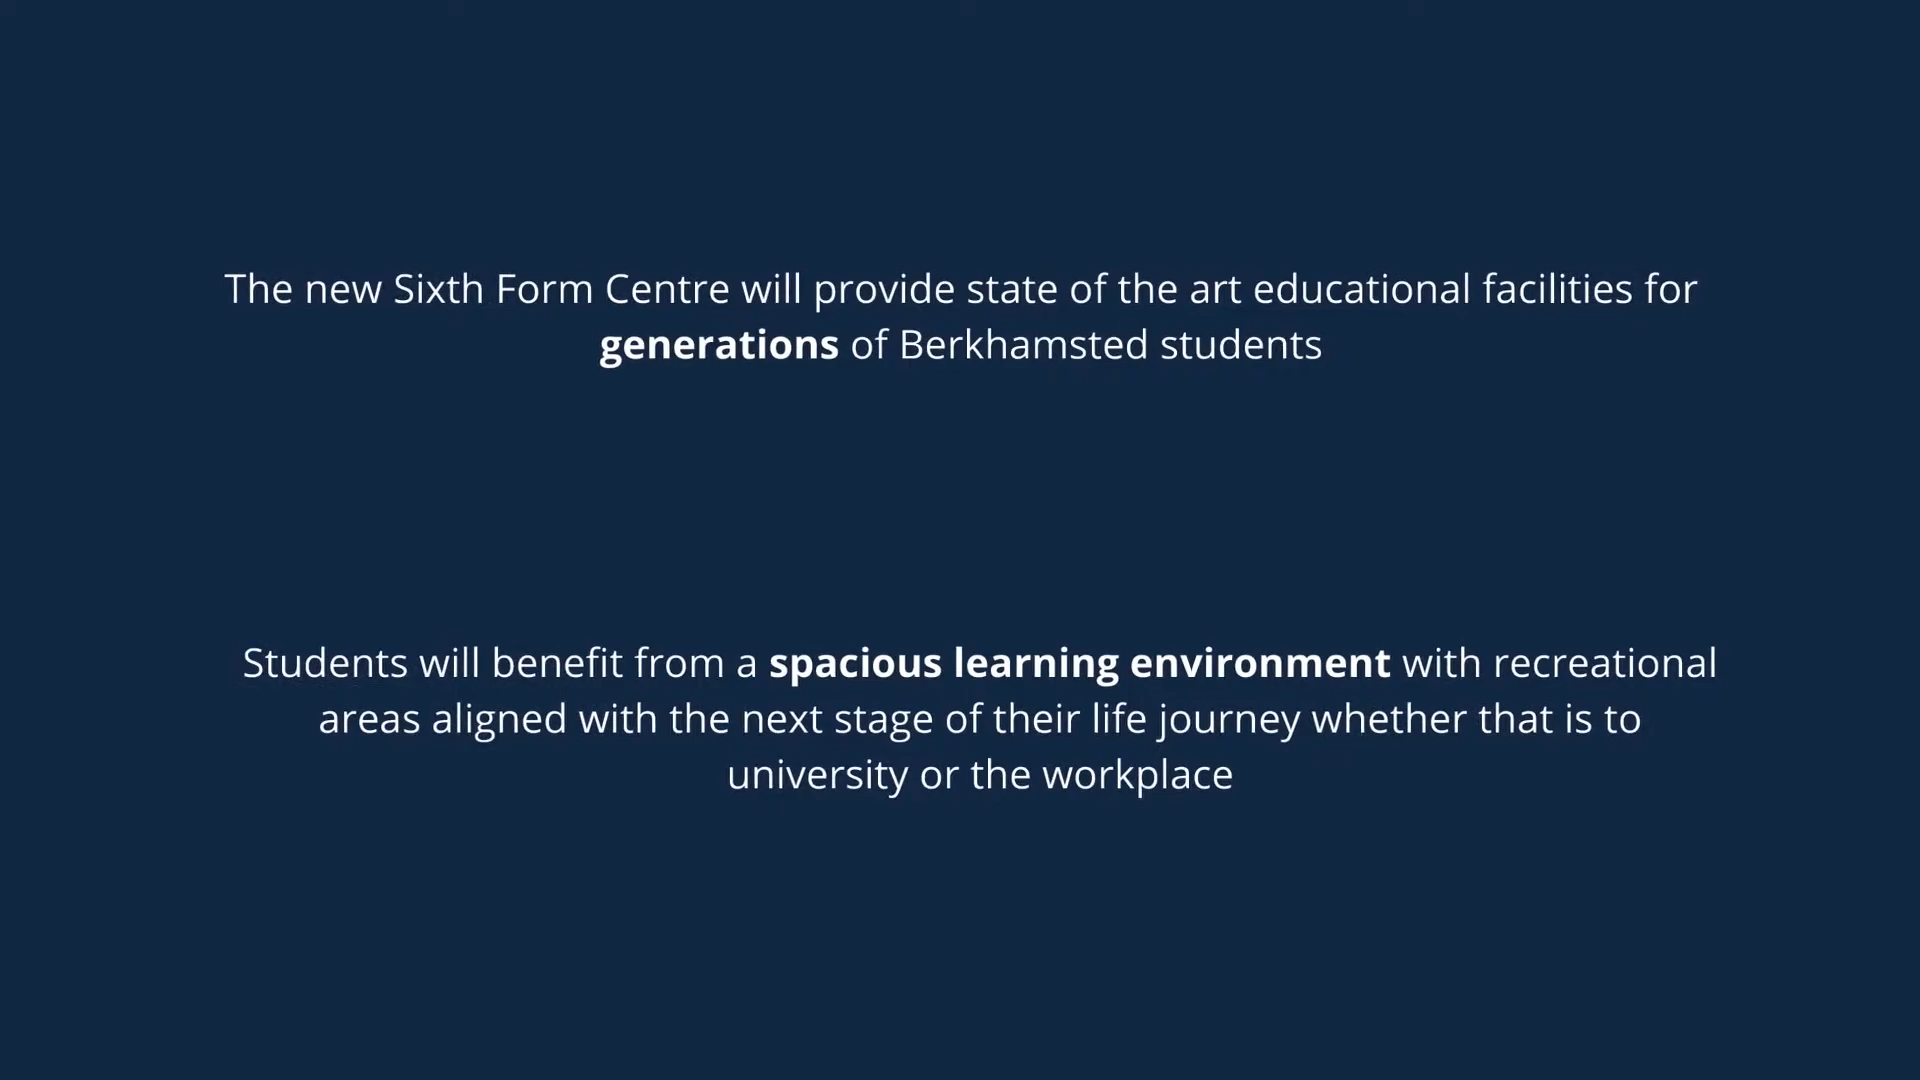 The new Sixth Form Centre will provide state of the art educational facilities for
generations of Berkhamsted students
Students will benefit from a spacious learning environment with recreational
areas aligned with the next stage of their life journey whether that is to
university or the workplace